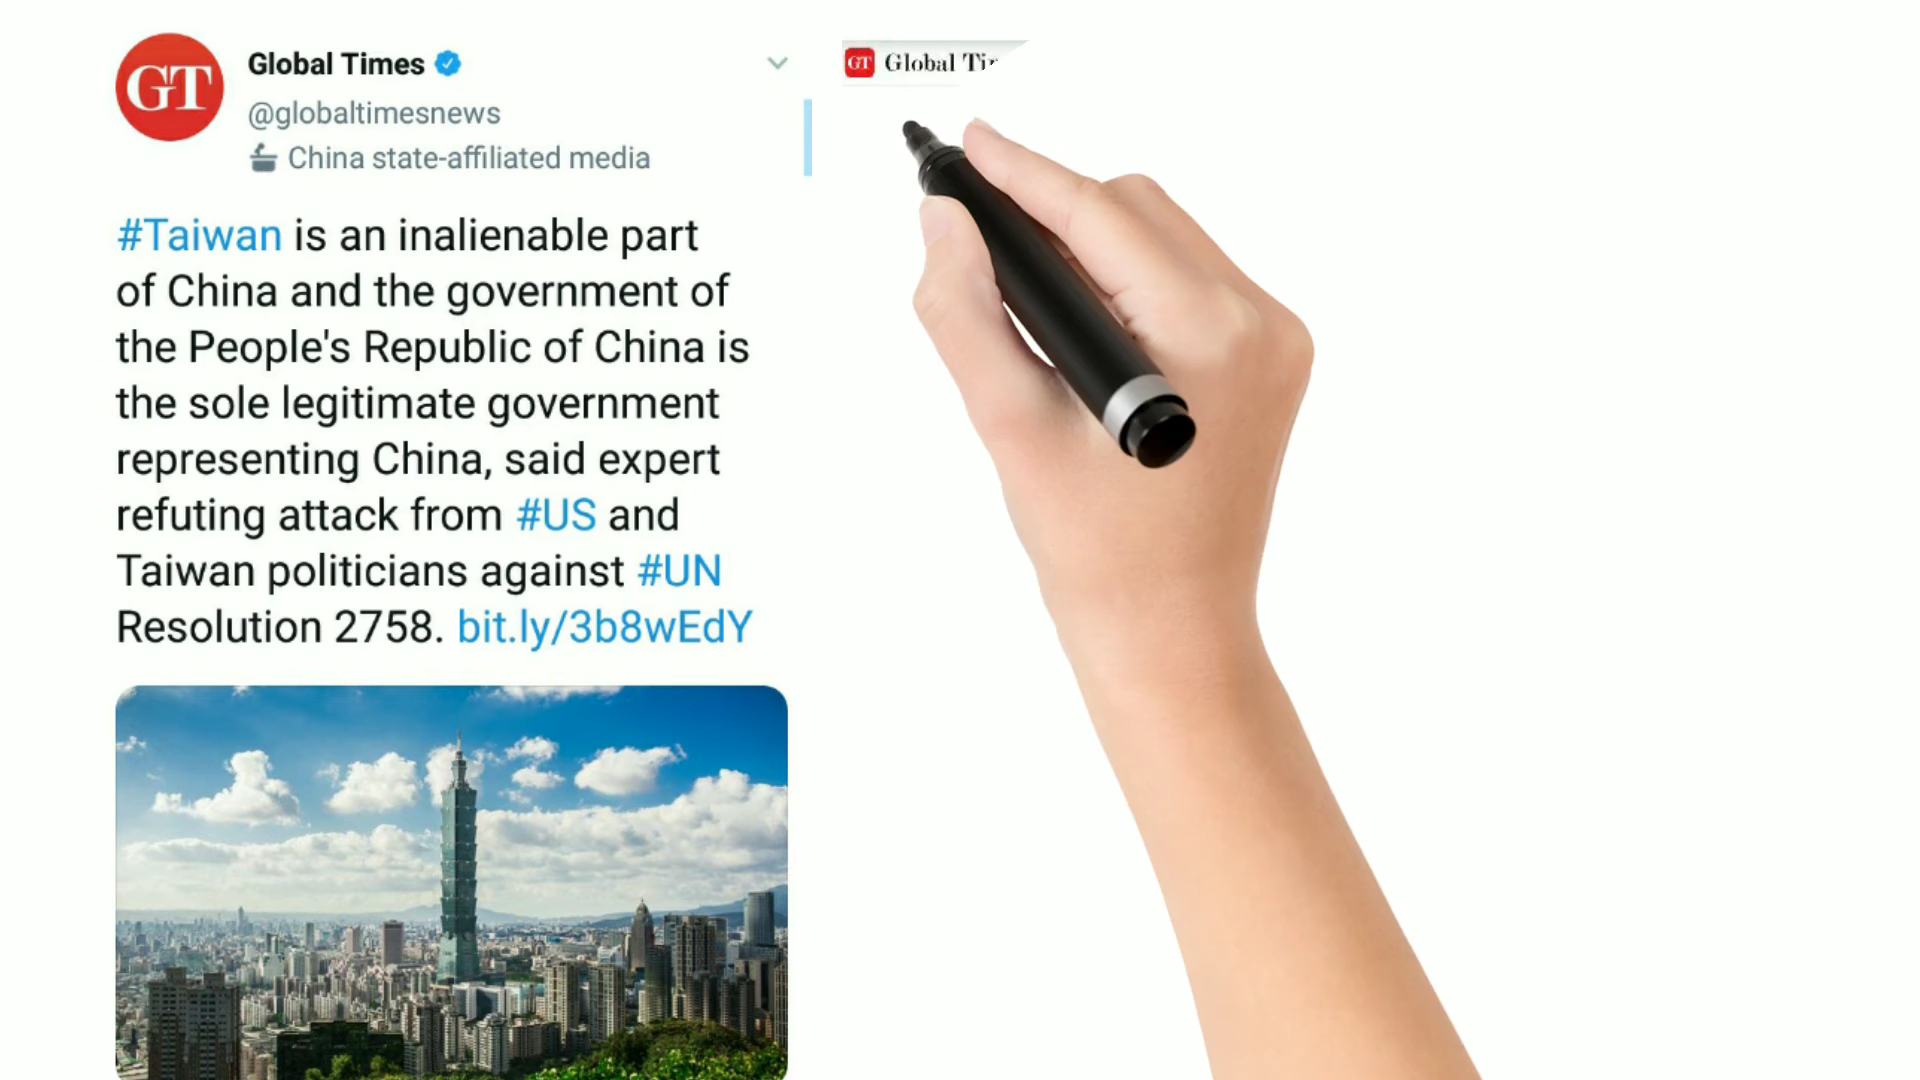 GT
Global Times
@globaltimesnews
China state-affiliated media
#Taiwan is an inalienable part
of China and the government of
the People's Republic of China is
the sole legitimate government
representing China, said expert
refuting attack from #US and
Taiwan politicians against #UN
Resolution 2758. bit.ly/3b8wEdY
GT Global